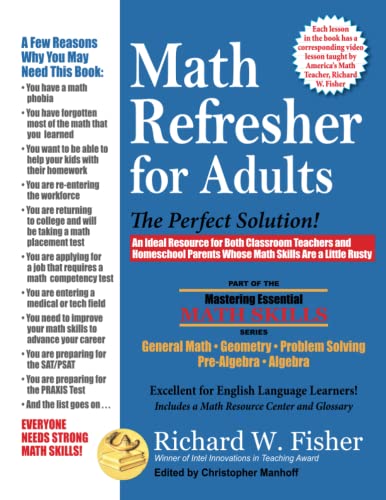 A Few Reasons
Why You May
Need This Book:
• You have a math
phobia
• You have forgotten
most of the math that
you learned
• You want to be able to
help your kids with
their homework
• You are re-entering
the workforce
• You are returning
to college and will
be taking a math
placement test
• You are applying for
a job that requires a
math competency test
• You are entering a
medical or tech field
• You need to improve
your math skills to
advance your career
• You are preparing for
the SAT/PSAT
• You are preparing for
the PRAXIS Test
• And the list goes on . . .
EVERYONE
NEEDS STRONG
MATH SKILLS!
Each lesson
in the book has a
corresponding video
lesson taught by
America's Math
Teacher, Richard W.
Fisher
Math
Refresher
for Adults
The Perfect Solution!
An Ideal Resource for Both Classroom Teachers and
Homeschool Parents Whose Math Skills Are a Little Rusty
PART OF THE
Mastering Essential
MATH SKILLS
SERIES
General Math • Geometry • Problem Solving
Pre-Algebra • Algebra
Excellent for English Language Learners!
Includes a Math Resource Center and Glossary
Richard W. Fisher
Winner of Intel Innovations in Teaching Award
Edited by Christopher Manhoff